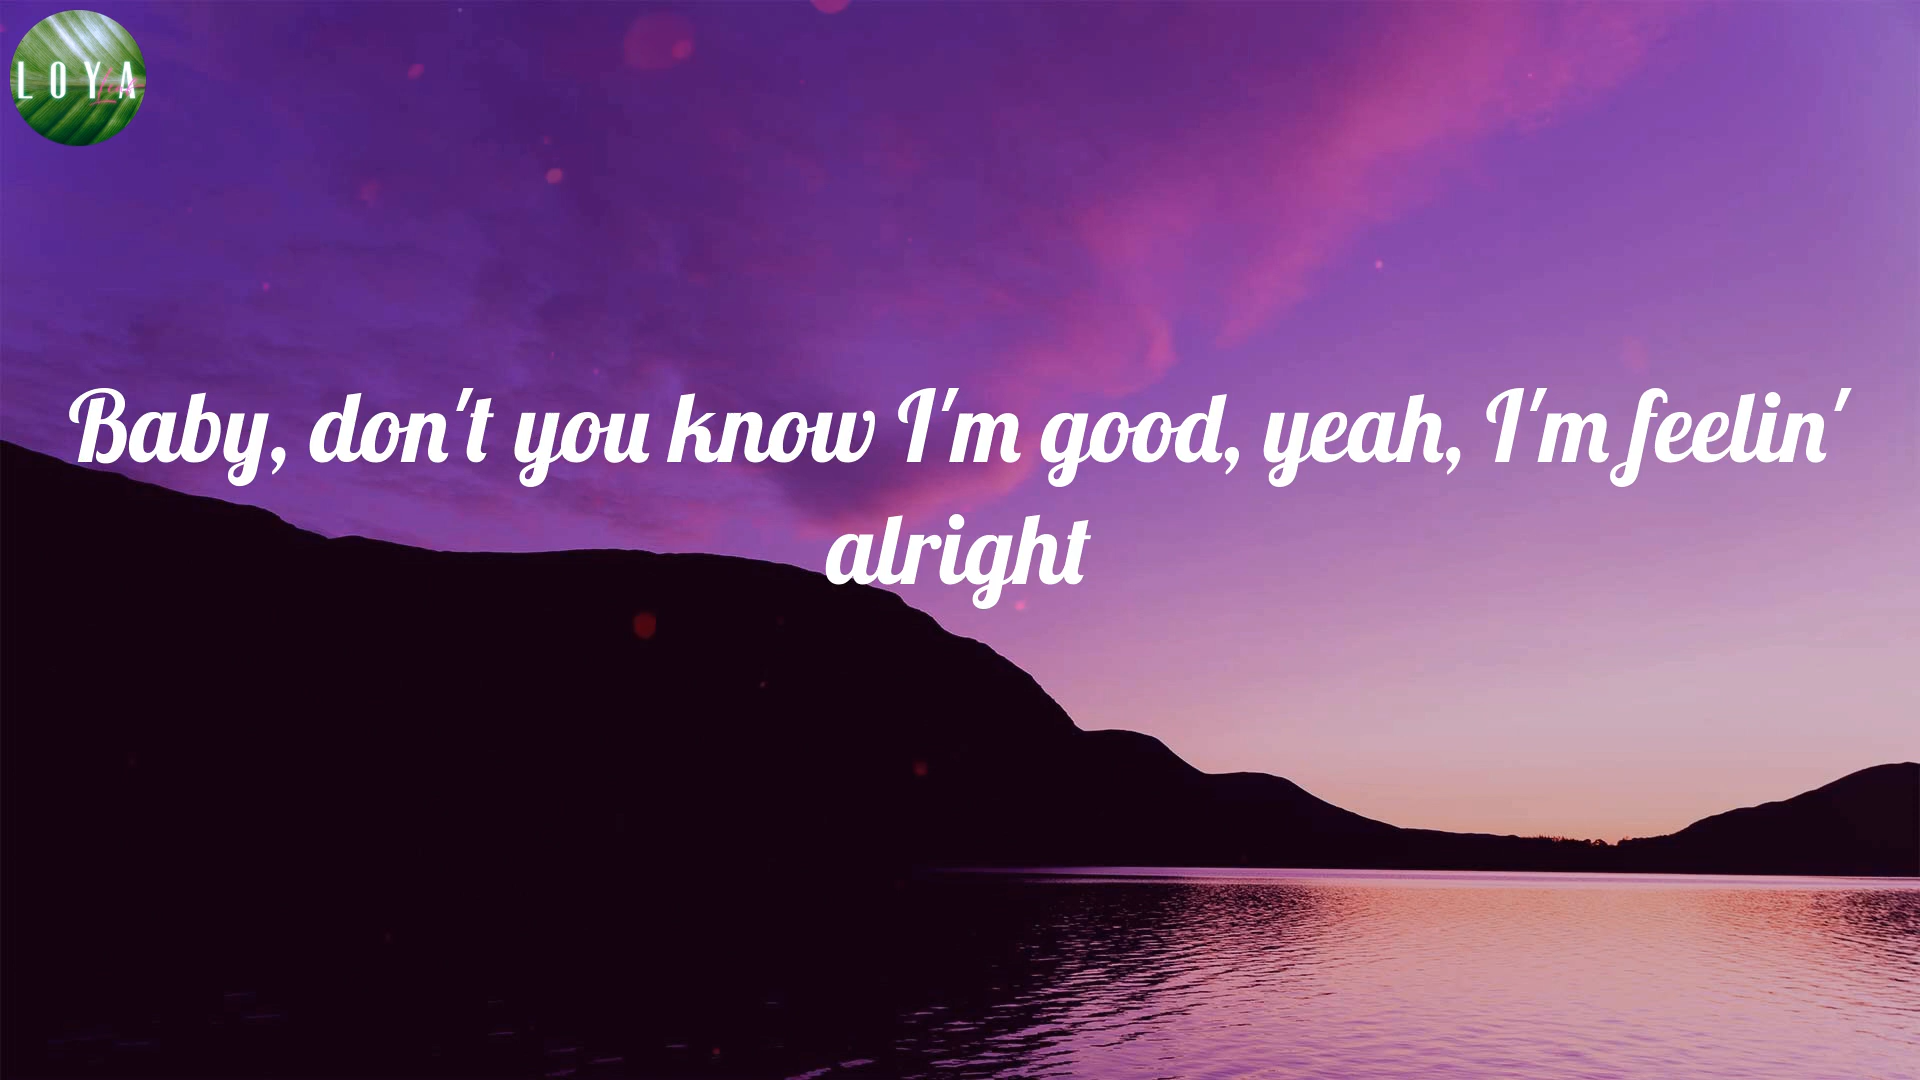 LOYA
Baby, don't you know I'm good, yeah, I'm feelin'
alright